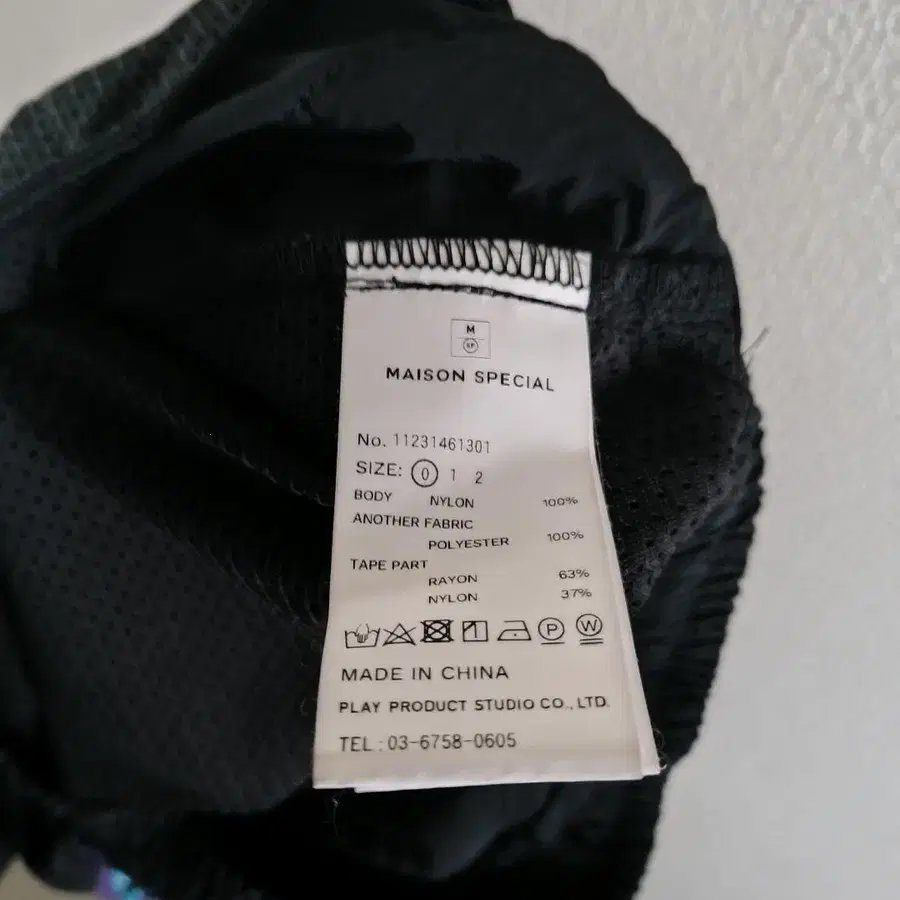 M
SP
MAISON SPECIAL
No. 11231461301
SIZE: 0 1 2
BODY NYLON 100%
ANOTHER FABRIC
POLYESTER 100%
TAPE PART
RAYON 63%
NYLON 37%
P W
MADE IN CHINA
PLAY PRODUCT STUDIO CO., LTD.
TEL.: 03-6758-0605